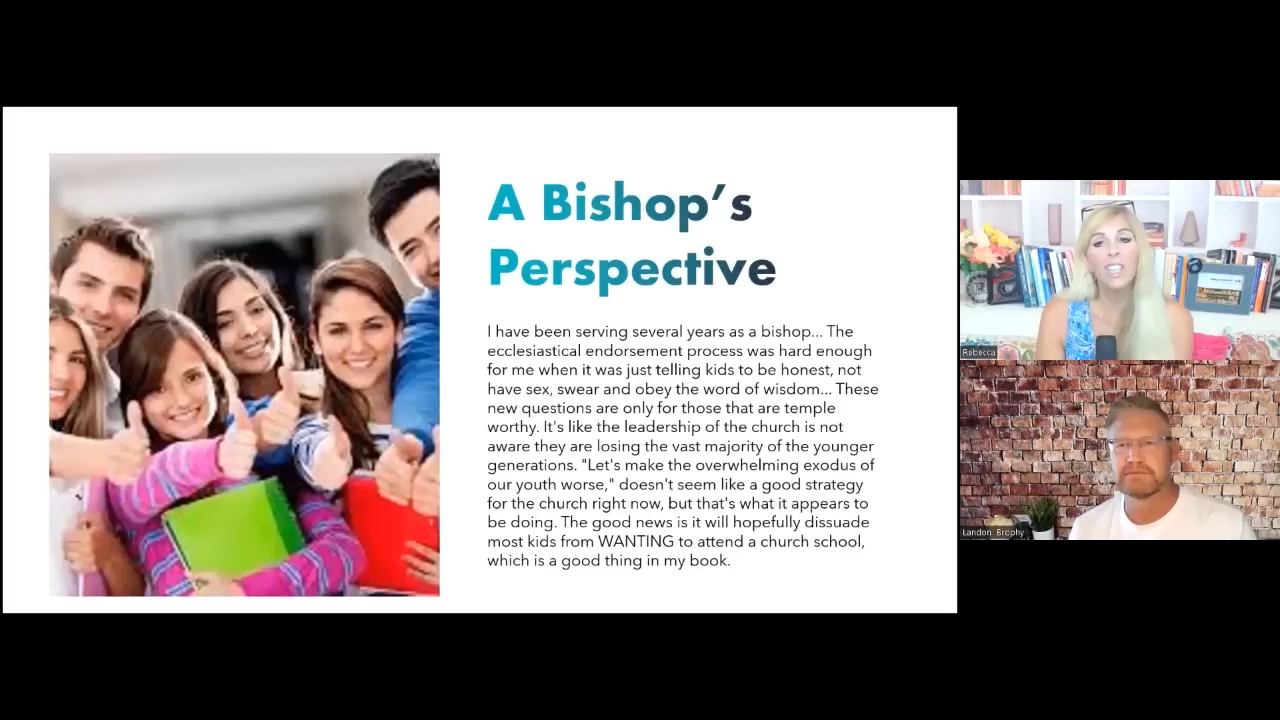 A Bishop’s
Perspective
I have been serving several years as a bishop... The
ecclesiastical endorsement process was hard enough
for me when it was just telling kids to be honest, not
have sex, swear and obey the word of wisdom... These
new questions are only for those that are temple
worthy. It's like the leadership of the church is not
aware they are losing the vast majority of the younger
generations. "Let's make the overwhelming exodus of
our youth worse," doesn't seem like a good strategy
for the church right now, but that's what it appears to
be doing. The good news is it will hopefully dissuade
most kids from WANTING to attend a church school,
which is a good thing in my book.
Rebecca
Landon Brophy